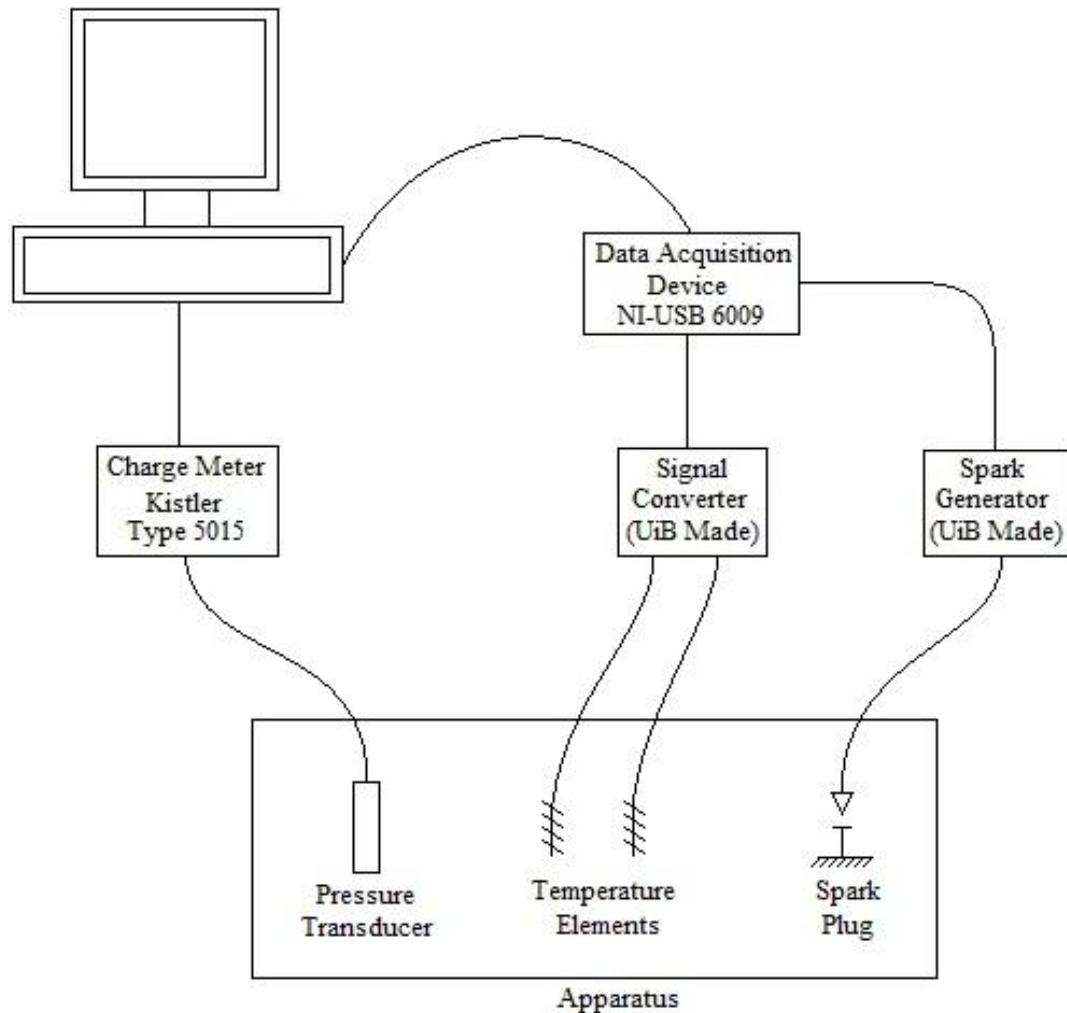 Data Acquisition
Device
NI-USB 6009
Charge Meter
Kistler
Type 5015
Signal
Converter
(UiB Made)
Spark
Generator
(UiB Made)
Pressure
Transducer
Temperature
Elements
Spark
Plug
Apparatus